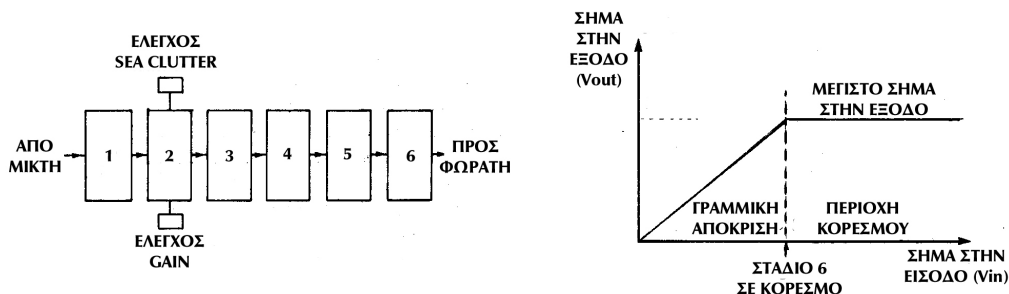 ΕΛΕΓΧΟΣ
SEA CLUTTER
ΑΠΟ
ΜΙΚΤΗ
1
2
3
4
5
6
ΠΡΟΣ
ΦΩΡΑΤΗ
ΕΛΕΓΧΟΣ
GAIN
ΣΗΜΑ
ΣΤΗΝ
ΕΞΟΔΟ
(Vout)
ΜΕΓΙΣΤΟ ΣΗΜΑ
ΣΤΗΝ ΕΞΟΔΟ
ΓΡΑΜΜΙΚΗ
ΑΠΟΚΡΙΣΗ
ΠΕΡΙΟΧΗ
ΚΟΡΕΣΜΟΥ
ΣΤΑΔΙΟ 6
ΣΕ ΚΟΡΕΣΜΟ
ΣΗΜΑ ΣΤΗΝ
ΕΙΣΟΔΟ (Vin)